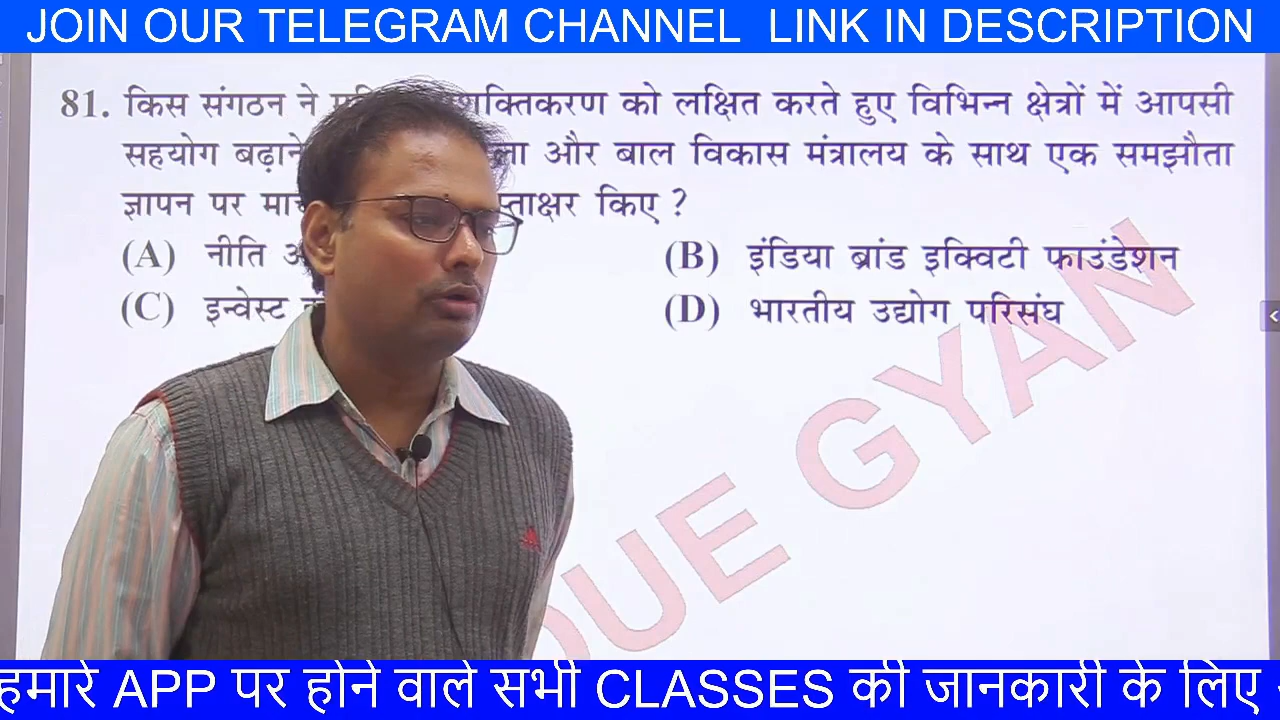 JOIN OUR TELEGRAM CHANNEL LINK IN DESCRIPTION
81. किस संगठन ने शक्तिकरण को लक्षित करते हुए विभिन्न क्षेत्रों में आपसी
सहयोग बढ़ाने और बाल विकास मंत्रालय के साथ एक समझौता
ज्ञापन पर किए ?
(A) नीति (B) इंडिया ब्रांड इक्विटी फाउंडेशन
(C) इन्वेस्ट (D) भारतीय उद्योग परिसंघ
DUE GYAN
हमारे APP पर होने वाले सभी CLASSES की जानकारी के लिए